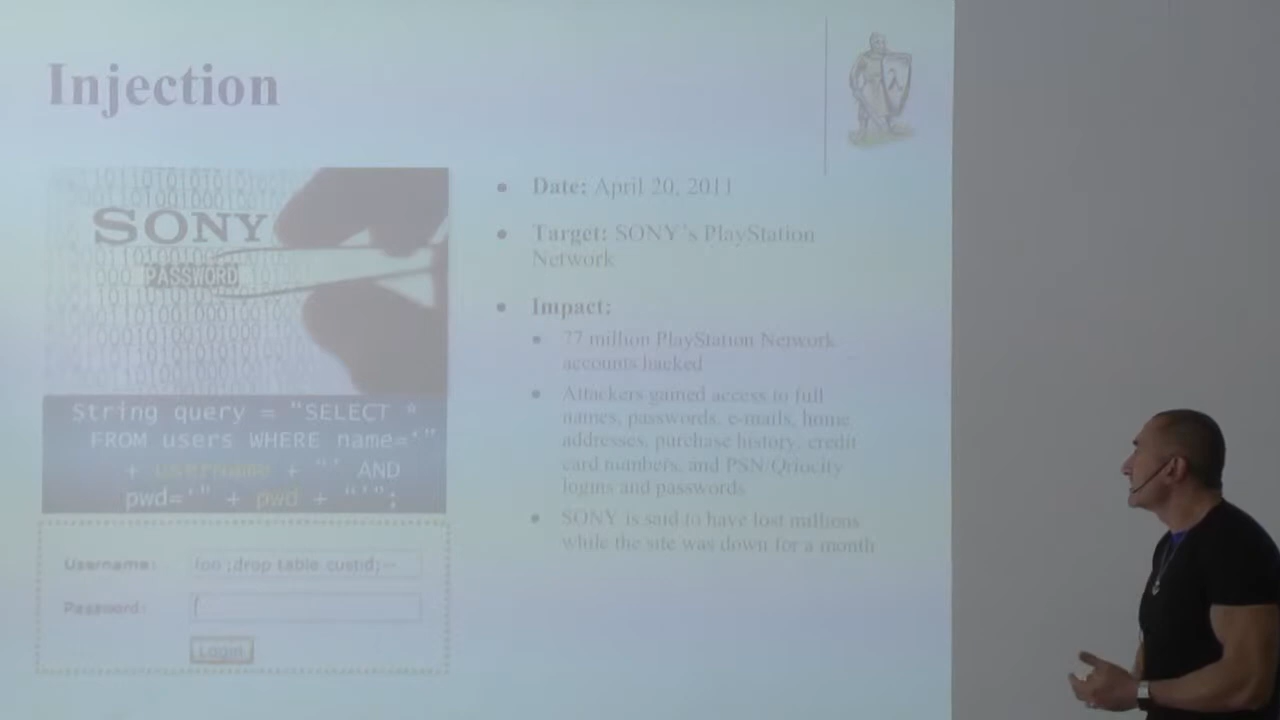 Injection
SONY
PASSWORD
String query = "SELECT *
FROM users WHERE name='"
+ username + "' AND
pwd='" + pwd + "'";
Username:
foo';drop table custid;--
Password:
Login
• Date: April 20, 2011
• Target: SONY's PlayStation
Network
• Impact:
• 77 million PlayStation Network
accounts hacked
• Attackers gained access to full
names, passwords, e-mails, home
addresses, purchase history, credit
card numbers, and PSN/Qriocity
logins and passwords
• SONY is said to have lost millions
while the site was down for a month
λ